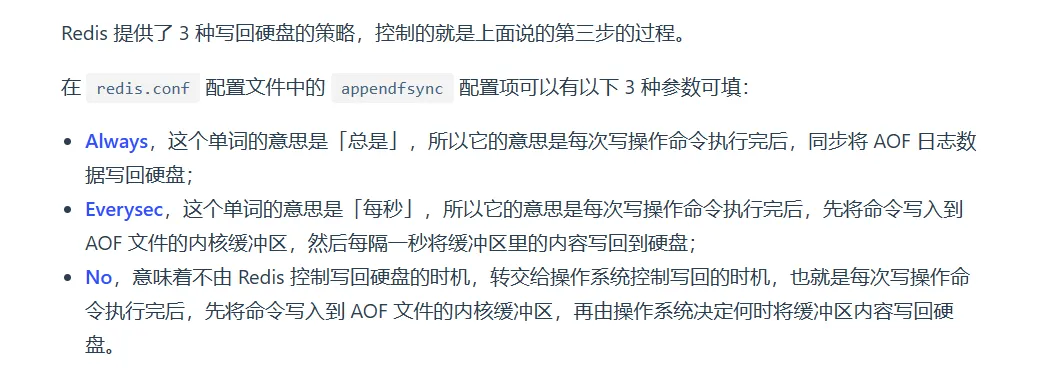 Redis 提供了 3 种写回硬盘的策略，控制的就是上面说的第三步的过程。
在 redis.conf 配置文件中的 appendfsync 配置项可以有以下 3 种参数可填：
Always，这个单词的意思是「总是」，所以它的意思是每次写操作命令执行完后，同步将 AOF 日志数
据写回硬盘；
Everysec，这个单词的意思是「每秒」，所以它的意思是每次写操作命令执行完后，先将命令写入到
AOF 文件的内核缓冲区，然后每隔一秒将缓冲区里的内容写回到硬盘；
No，意味着不由 Redis 控制写回硬盘的时机，转交给操作系统控制写回的时机，也就是每次写操作命
令执行完后，先将命令写入到 AOF 文件的内核缓冲区，再由操作系统决定何时将缓冲区内容写回硬
盘。